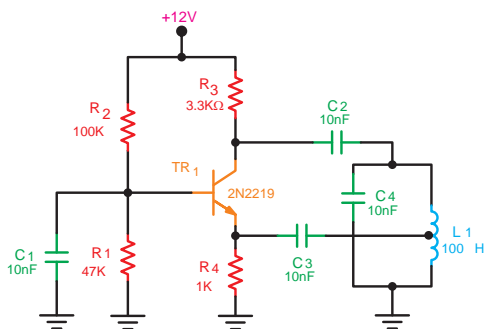 +12V
R3
3.3KΩ
R2
100K
C2
10nF
TR1
2N2219
C4
10nF
C1
10nF
R1
47K
L1
100 H
C3
10nF
R4
1K